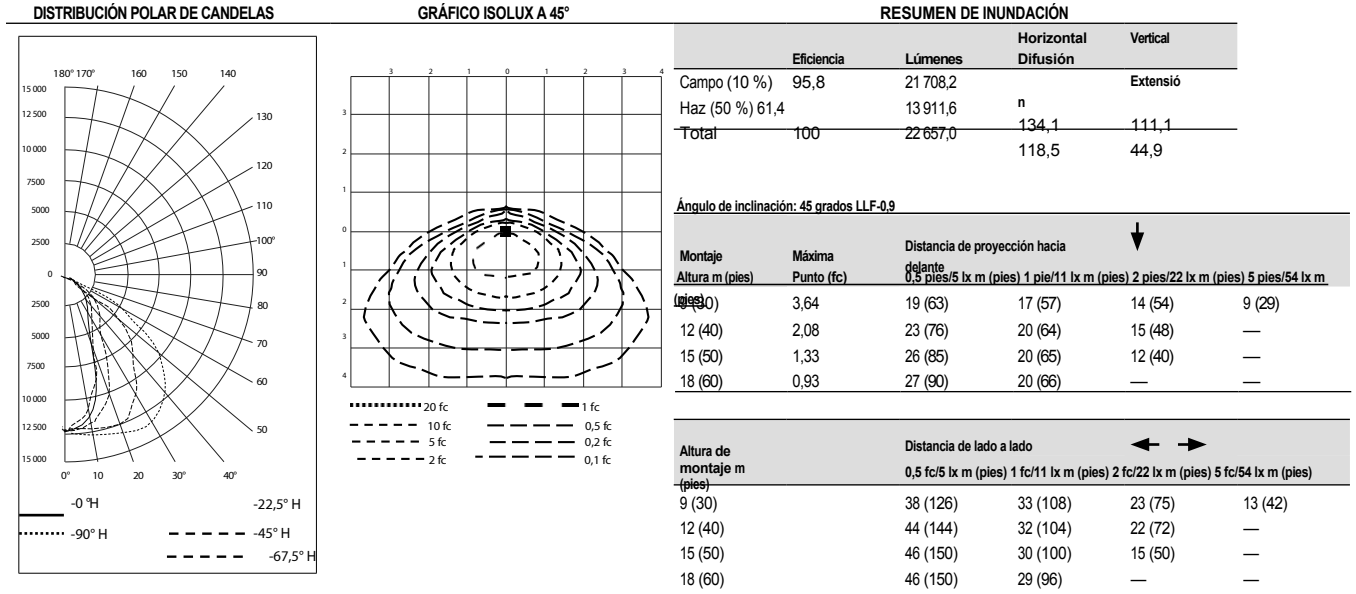 DISTRIBUCIÓN POLAR DE CANDELAS
180° 170° 160 150 140
15 000
12 500
10 000
7500
5000
2500
0
2500
5000
7500
10 000
12 500
15 000
130
120
110
100°
90
80
70
60
50
0° 10 20 30° 40°
-0 °H
-22,5° H
-90° H
-45° H
-67,5° H
GRÁFICO ISOLUX A 45°
3 2 1 0 1 2 3 4
3
2
1
0
1
2
3
4
20 fc
1 fc
10 fc
0,5 fc
5 fc
0,2 fc
2 fc
0,1 fc
RESUMEN DE INUNDACIÓN
Horizontal Vertical
Eficiencia Lúmenes Difusión
Campo (10 %) 95,8 21 708,2 Extensió
n
Haz (50 %) 61,4 13 911,6
134,1 111,1
Total 100 22 657,0
118,5 44,9
Ángulo de inclinación: 45 grados LLF-0,9
Montaje Máxima Distancia de proyección hacia
delante
Altura m (pies) Punto (fc) 0,5 pies/5 lx m (pies) 1 pie/11 lx m (pies) 2 pies/22 lx m (pies) 5 pies/54 lx m
(pies)
9 (30) 3,64 19 (63) 17 (57) 14 (54) 9 (29)
12 (40) 2,08 23 (76) 20 (64) 15 (48) —
15 (50) 1,33 26 (85) 20 (65) 12 (40) —
18 (60) 0,93 27 (90) 20 (66) — —
Altura de
montaje m
(pies)
Distancia de lado a lado
0,5 fc/5 lx m (pies) 1 fc/11 lx m (pies) 2 fc/22 lx m (pies) 5 fc/54 lx m (pies)
9 (30) 38 (126) 33 (108) 23 (75) 13 (42)
12 (40) 44 (144) 32 (104) 22 (72) —
15 (50) 46 (150) 30 (100) 15 (50) —
18 (60) 46 (150) 29 (96) — —